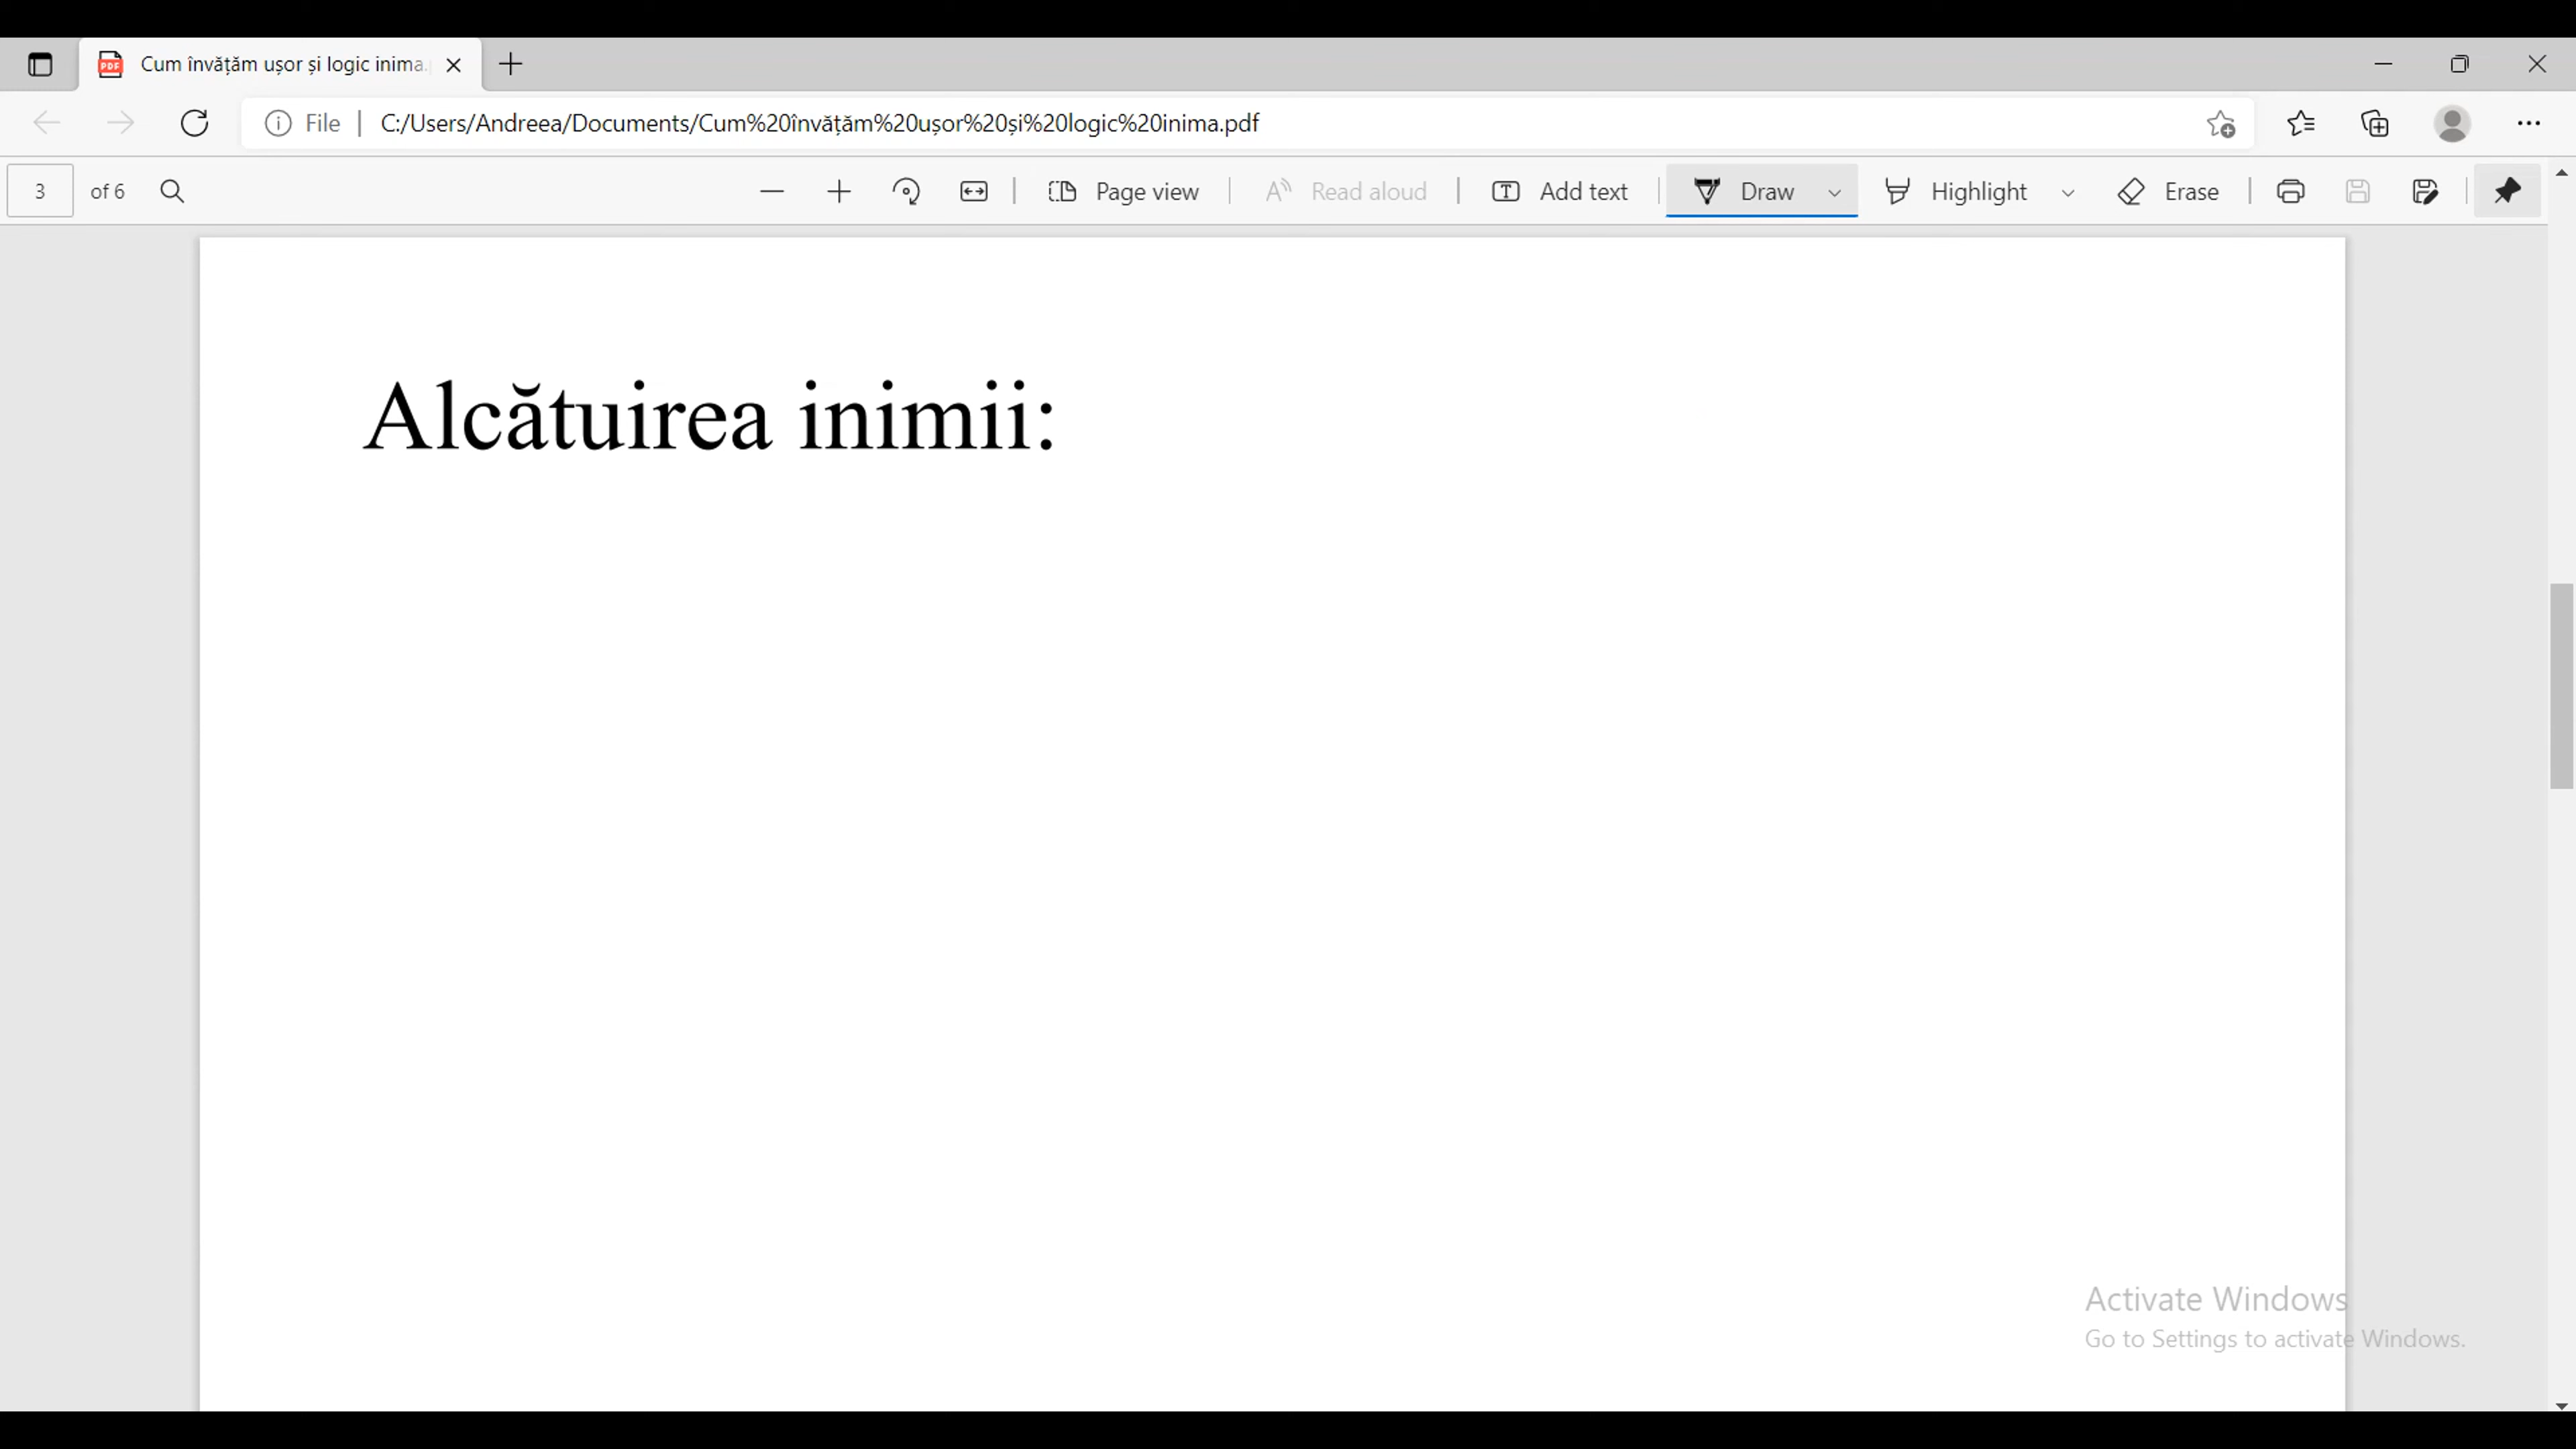 Cum învățăm ușor și logic inima.
File
C:/Users/Andreea/Documents/Cum%20învățăm%20ușor%20și%20logic%20inima.pdf
3 of 6
Page view
Read aloud
Add text
Draw
Highlight
Erase
Alcătuirea inimii:
Activate Windows
Go to Settings to activate Windows.